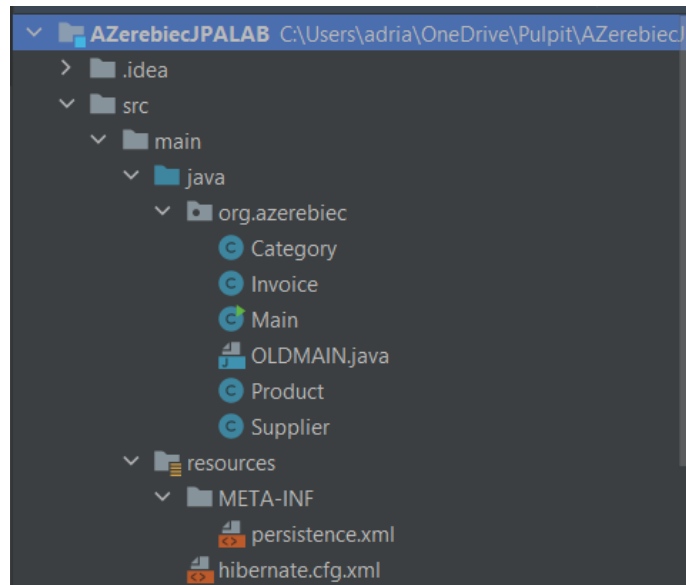 AZerebiecJPALAB C:\Users\adria\OneDrive\Pulpit\AZerebiecJ
.idea
src
main
java
org.azerebiec
Category
Invoice
Main
OLDMAIN.java
Product
Supplier
resources
META-INF
persistence.xml
hibernate.cfg.xml